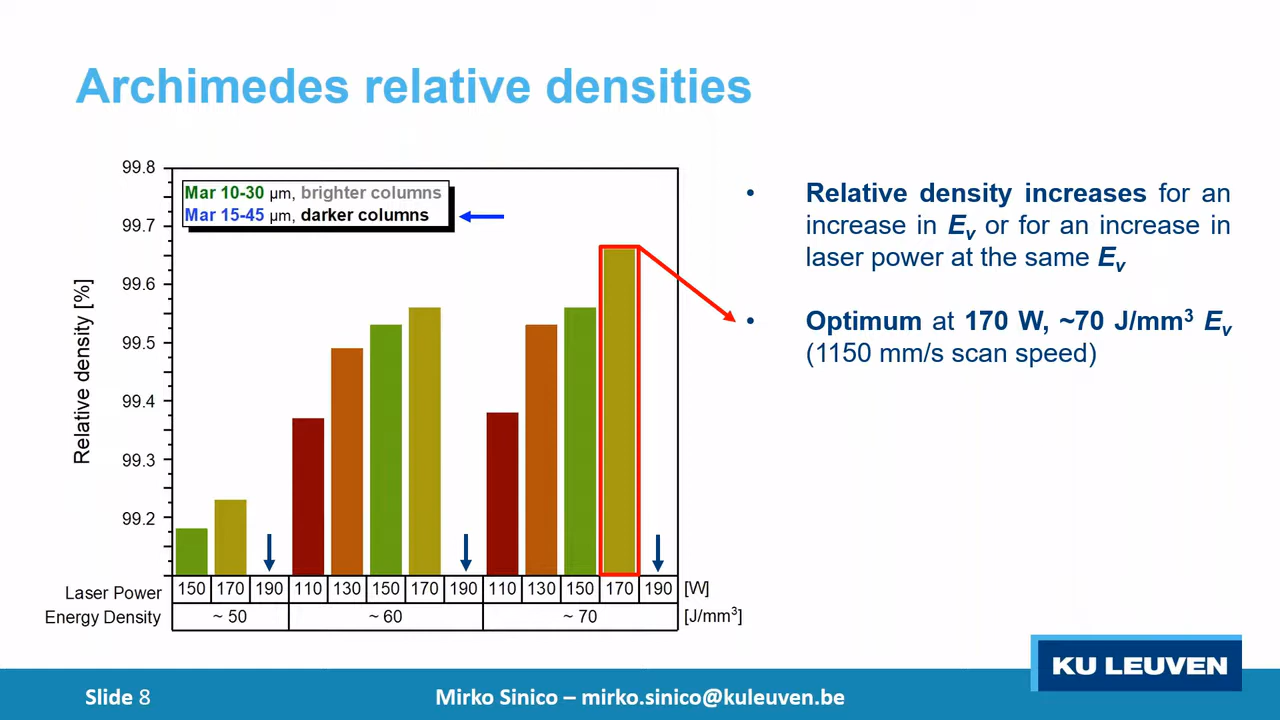 Archimedes relative densities
99.8
99.7
99.6
99.5
99.4
99.3
99.2
Relative density [%]
Mar 10-30 μm, brighter columns
Mar 15-45 μm, darker columns
Laser Power 150 170 190 110 130 150 170 190 110 130 150 170 190 [W]
Energy Density ~ 50 ~ 60 ~ 70 [J/mm³]
• Relative density increases for an
increase in Ev or for an increase in
laser power at the same Ev
• Optimum at 170 W, ~70 J/mm³ Ev
(1150 mm/s scan speed)
KU LEUVEN
Slide 8
Mirko Sinico – mirko.sinico@kuleuven.be